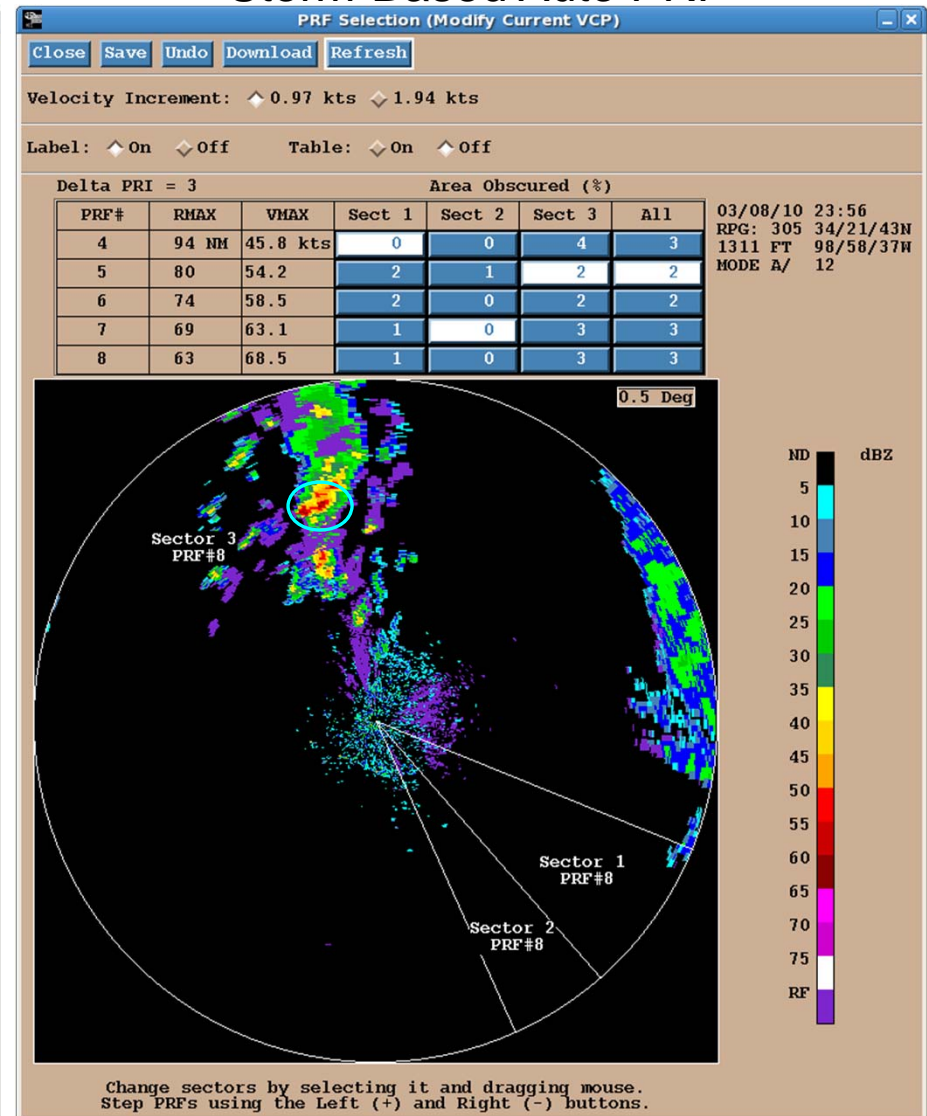 PRF Selection (Modify Current VCP)
Close Save Undo Download Refresh
Velocity Increment: 0.97 kts 1.94 kts
Label: On Off Table: On Off
Delta PRI = 3 Area Obscured (%)
PRF# RMAX VMAX Sect 1 Sect 2 Sect 3 All
4 94 NM 45.8 kts 0 0 4 3
5 80 54.2 2 1 2 2
6 74 58.5 2 0 2 2
7 69 63.1 1 0 3 3
8 63 68.5 1 0 3 3
03/08/10 23:56
RPG: 305 34/21/43N
1311 FT 98/58/37W
MODE A/ 12
0.5 Deg
ND dBZ
5
10
15
20
25
30
35
40
45
50
55
60
65
70
75
RF
Sector 3
PRF#8
Sector 1
PRF#8
Sector 2
PRF#8
Change sectors by selecting it and dragging mouse.
Step PRFs using the Left (+) and Right (-) buttons.